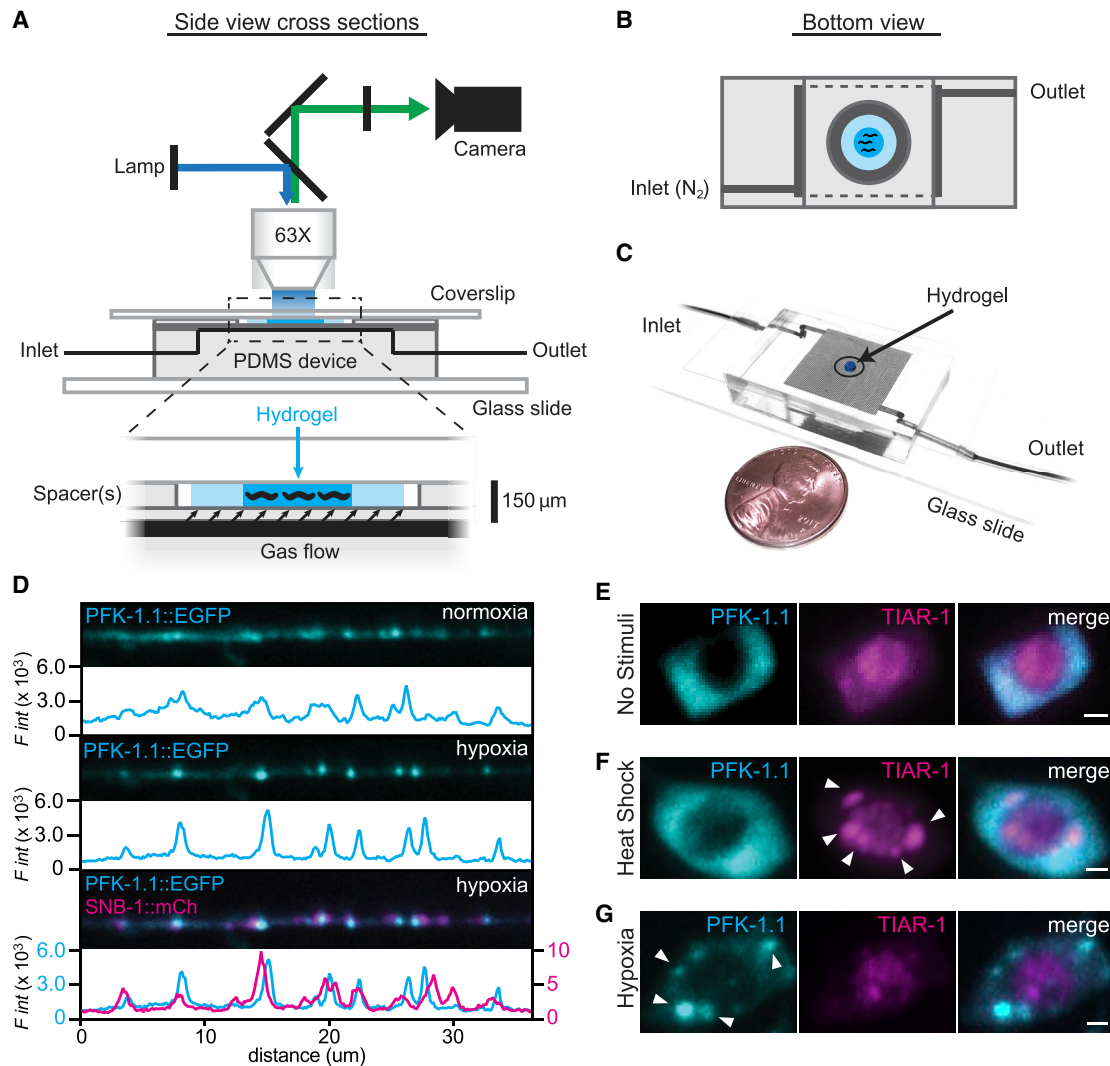 A
Side view cross sections
Lamp
Camera
63X
Coverslip
Inlet
Outlet
PDMS device
Glass slide
Hydrogel
Spacer(s)
150 µm
Gas flow
B
Bottom view
Outlet
Inlet (N₂)
C
Hydrogel
Inlet
Outlet
Glass slide
LIBERTY
2017
D
PFK-1.1::EGFP
normoxia
F int (x 10³)
6.0
3.0
0
PFK-1.1::EGFP
hypoxia
F int (x 10³)
6.0
3.0
0
PFK-1.1::EGFP
SNB-1::mCh
hypoxia
F int (x 10³)
6.0
3.0
0
10
5
0
0
10
20
30
distance (um)
E
No Stimuli
PFK-1.1
TIAR-1
merge
F
Heat Shock
PFK-1.1
TIAR-1
merge
G
Hypoxia
PFK-1.1
TIAR-1
merge